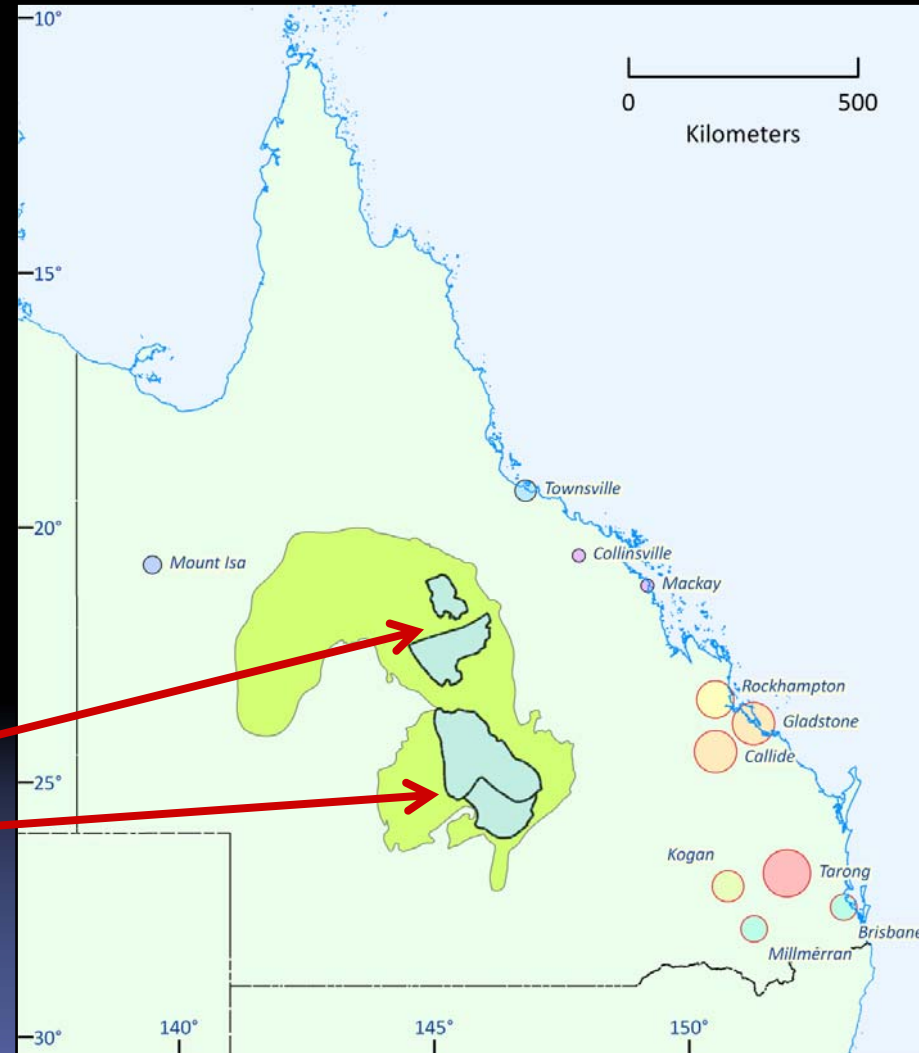 10°
0 500
Kilometers
15°
Townsville
20°
Mount Isa
Collinsville
Mackay
Rockhampton
Gladstone
Callide
25°
Kogan
Tarong
Brisbane
Millmerran
140°
145°
150°
30°